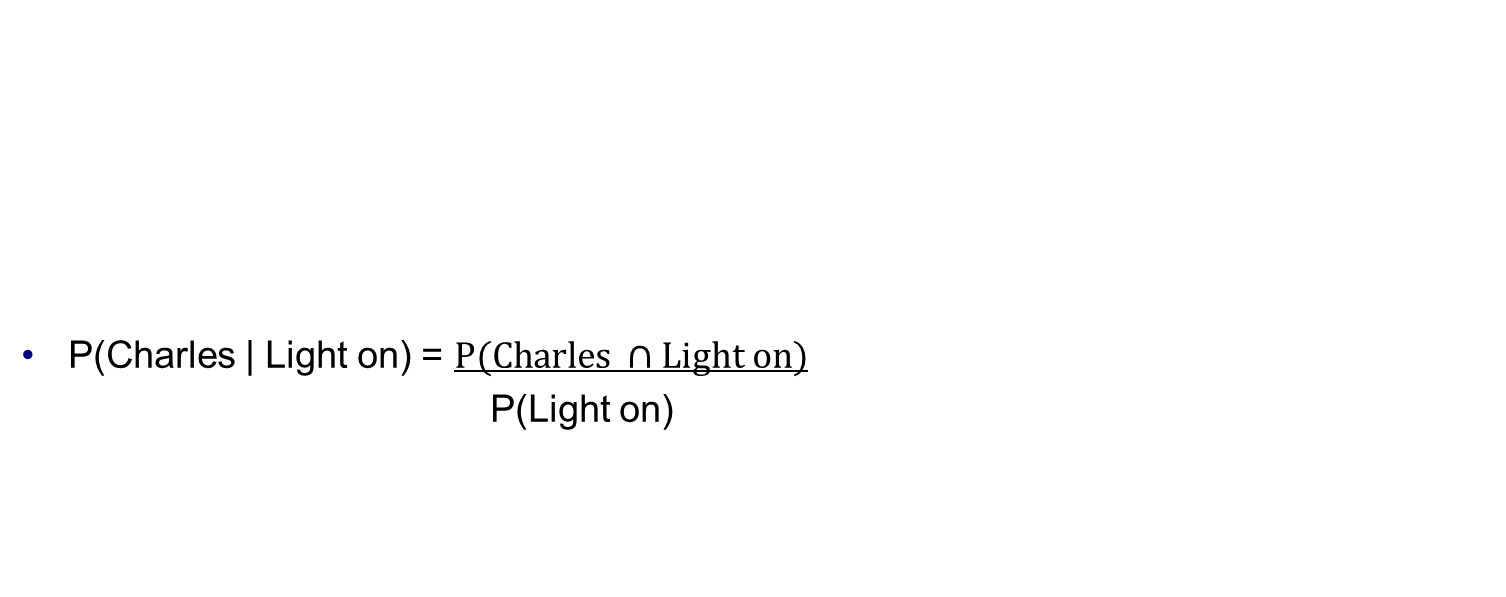 • P(Charles | Light on) = P(Charles ∩ Light on)
P(Light on)